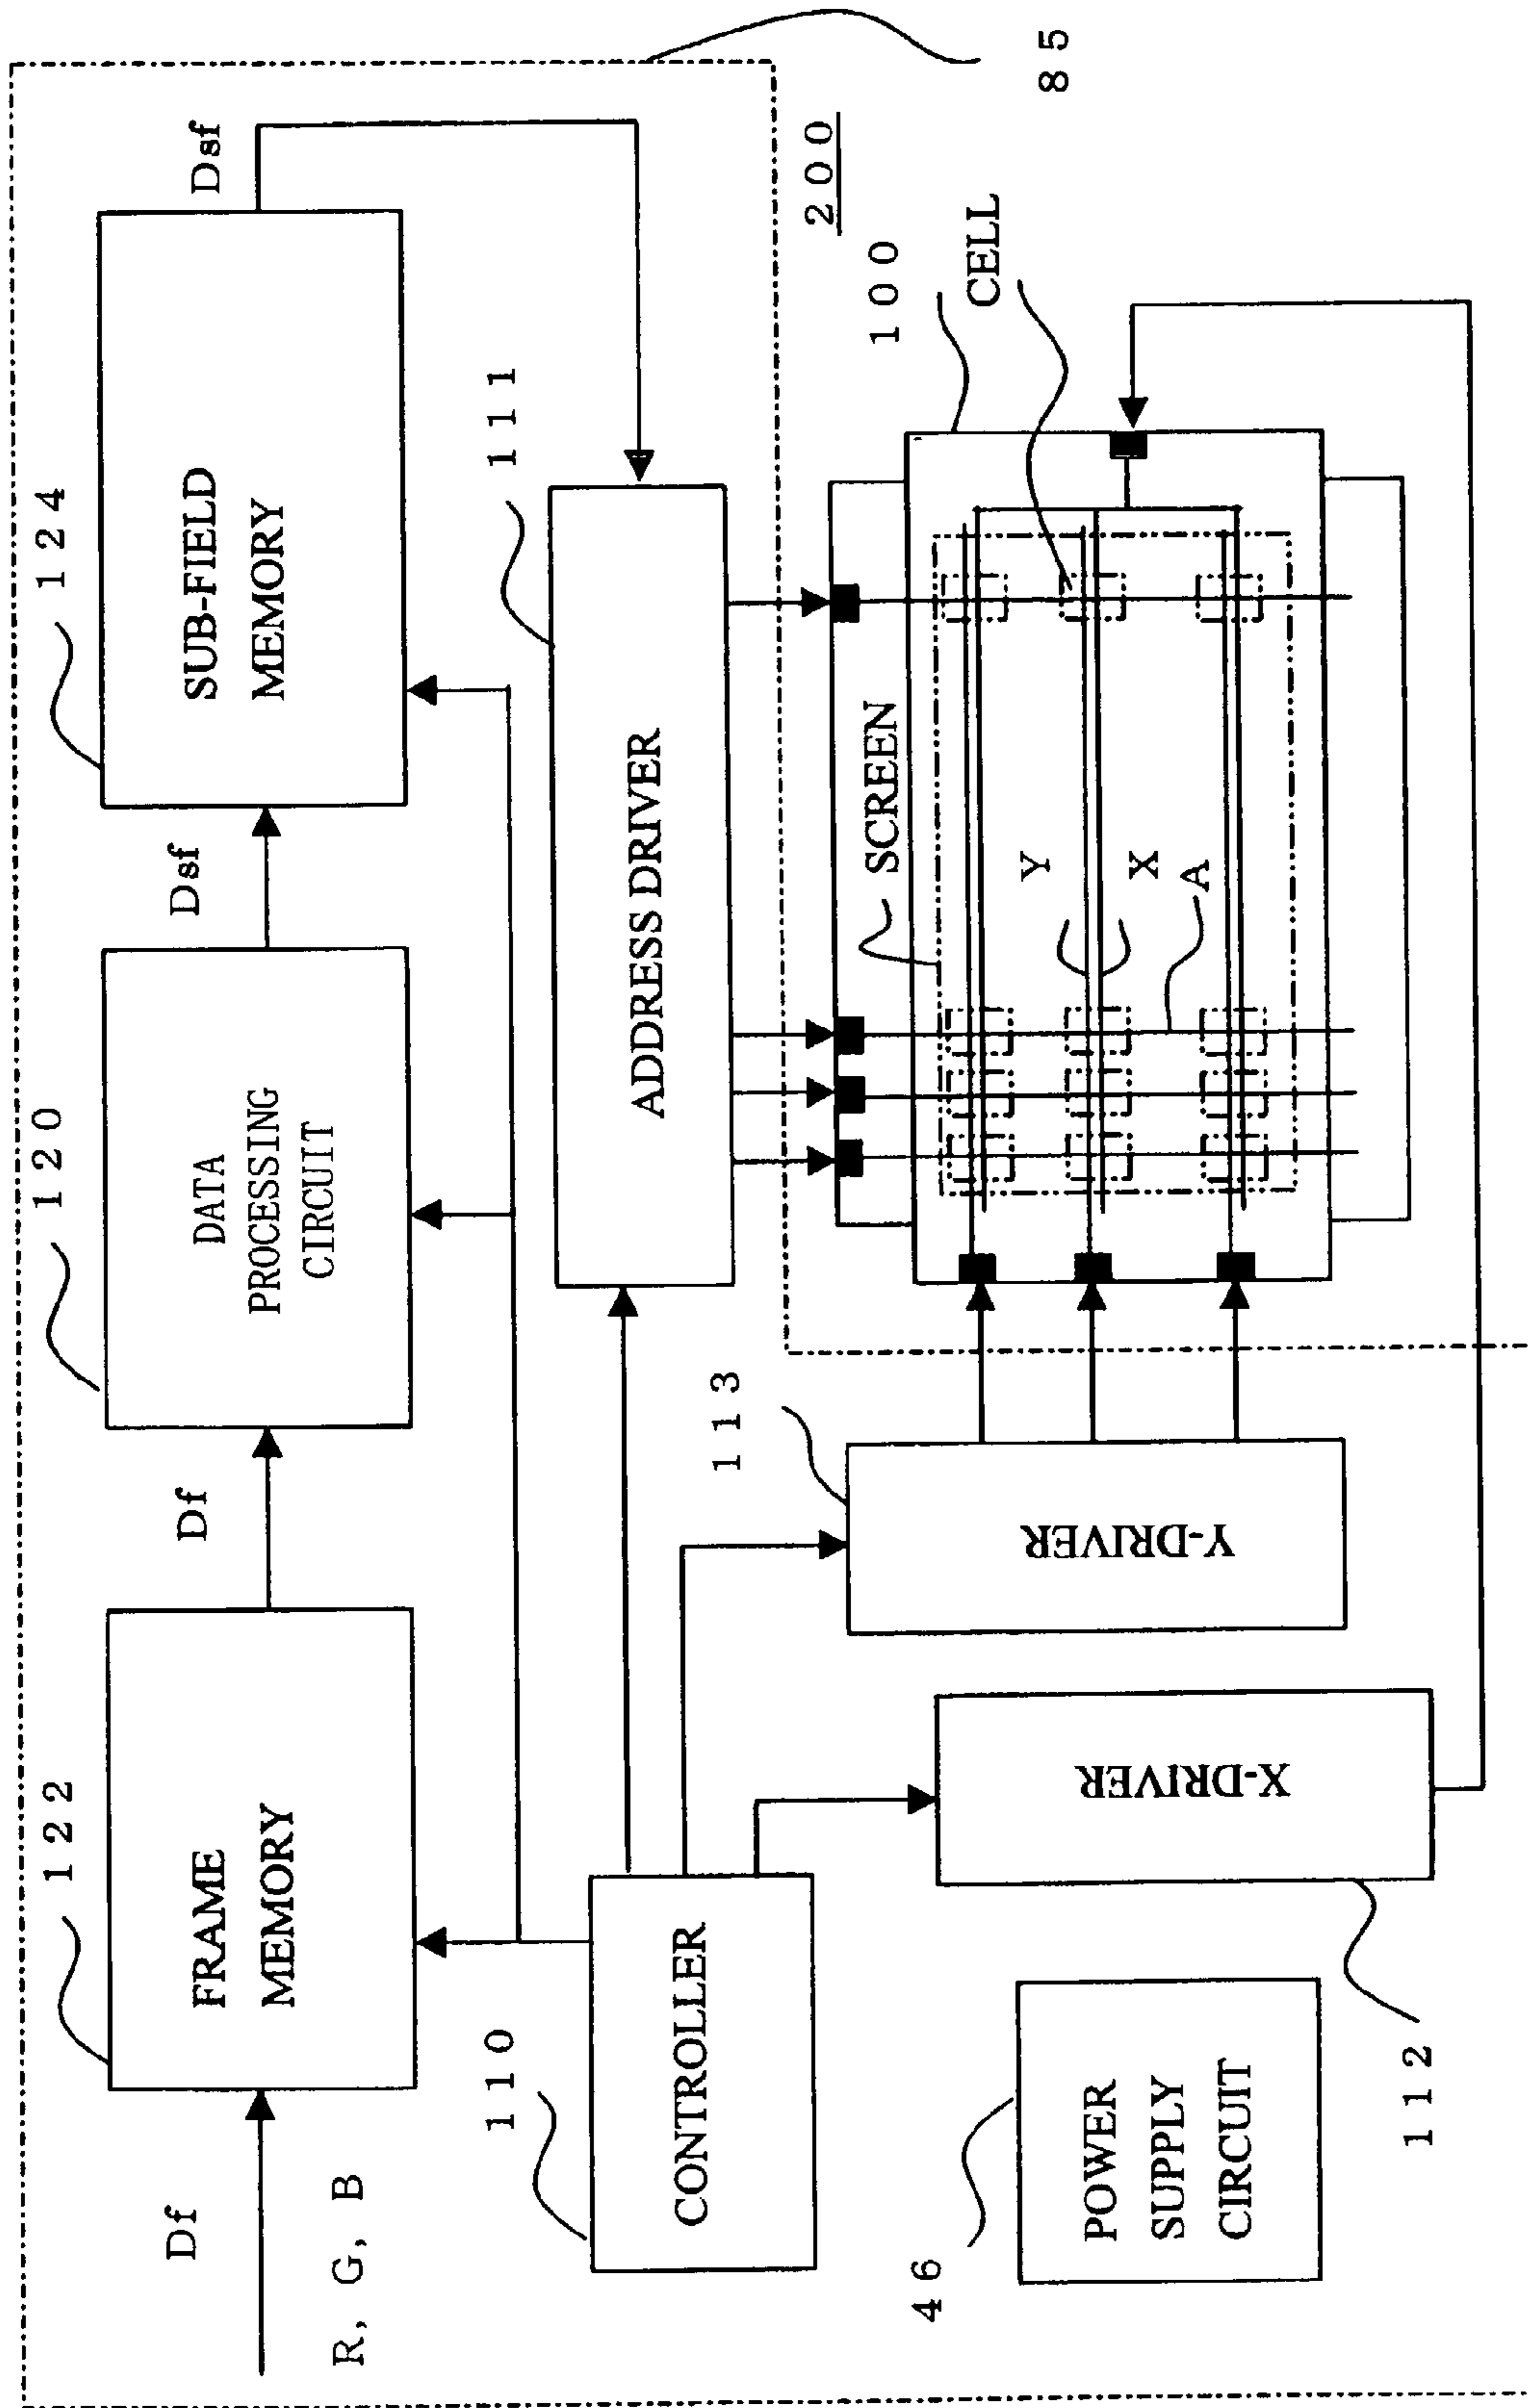 Df
R, G, B
122
FRAME
MEMORY
Df
120
DATA
PROCESSING
CIRCUIT
Dsf
124
SUB-FIELD
MEMORY
Dsf
110
CONTROLLER
111
ADDRESS DRIVER
85
200
113
Y-DRIVER
X-DRIVER
112
46
POWER
SUPPLY
CIRCUIT
SCREEN
100
CELL
Y
X
A